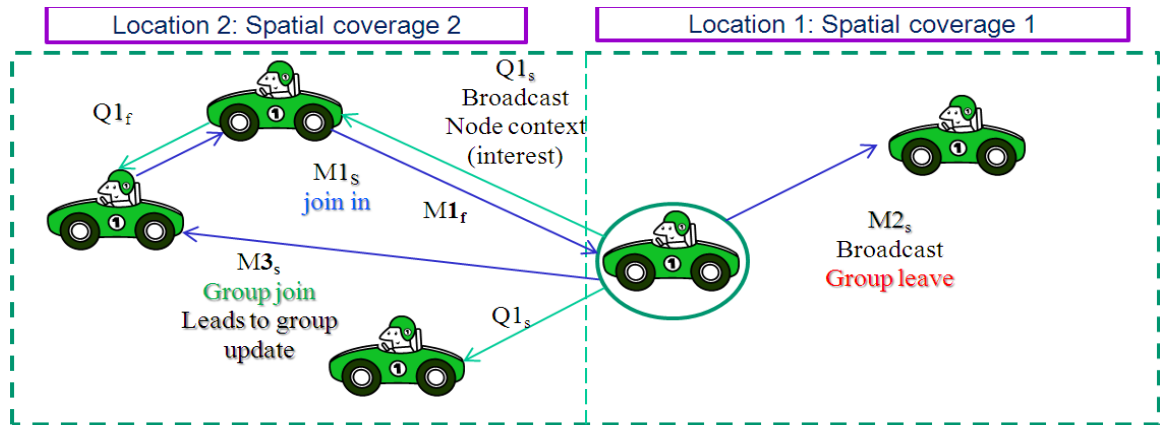 Location 2: Spatial coverage 2
Location 1: Spatial coverage 1
Q1f
Q1s
Broadcast
Node context
(interest)
M1s
join in
M1f
M2s
Broadcast
Group leave
M3s
Group join
Leads to group
update
Q1s
1
1
1
1
1